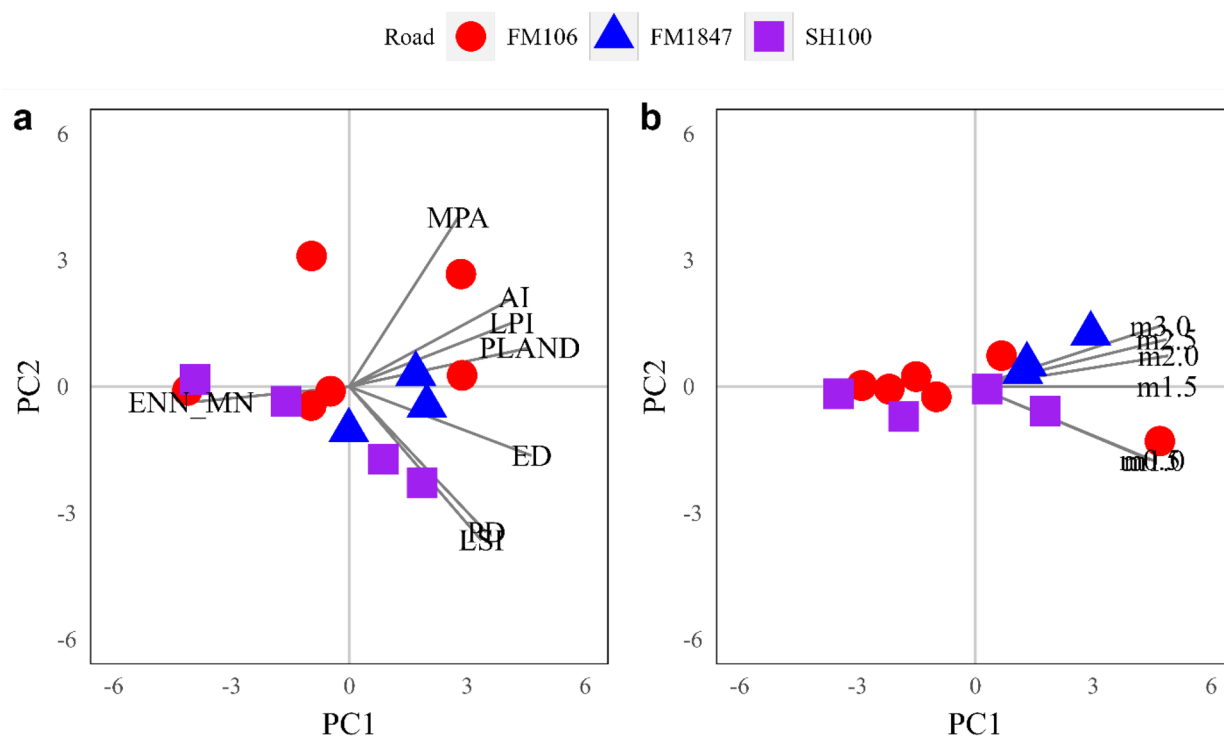 Road FM106 FM1847 SH100
a
b
6
3
0
-3
-6
PC2
MPA
AI
LPI
PLAND
ENN_MN
ED
PD
LSI
-6 -3 0 3 6
PC1
6
3
0
-3
-6
PC2
m3.0
m2.5
m2.0
m1.5
m1.0
-6 -3 0 3 6
PC1